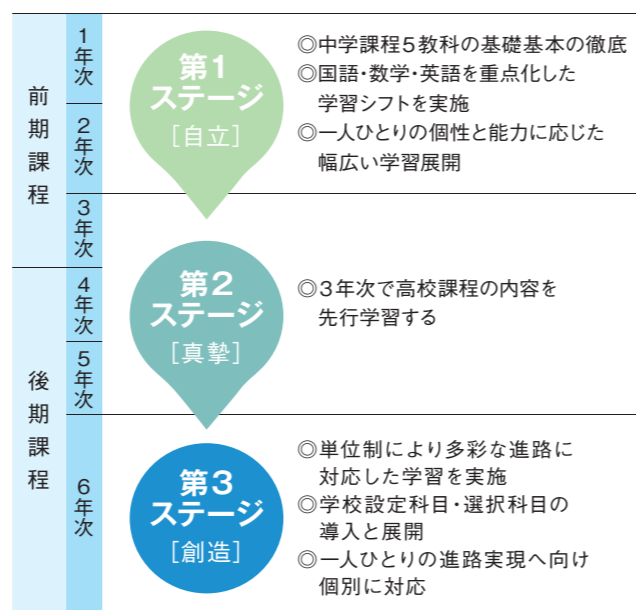 前期課程
1年次
2年次
3年次
第1
ステージ
[自立]
◎中学課程5教科の基礎基本の徹底
◎国語・数学・英語を重点化した
学習シフトを実施
◎一人ひとりの個性と能力に応じた
幅広い学習展開
後期課程
4年次
5年次
6年次
第2
ステージ
[真摯]
◎3年次で高校課程の内容を
先行学習する
第3
ステージ
[創造]
◎単位制により多彩な進路に
対応した学習を実施
◎学校設定科目・選択科目の
導入と展開
◎一人ひとりの進路実現へ向け
個別に対応